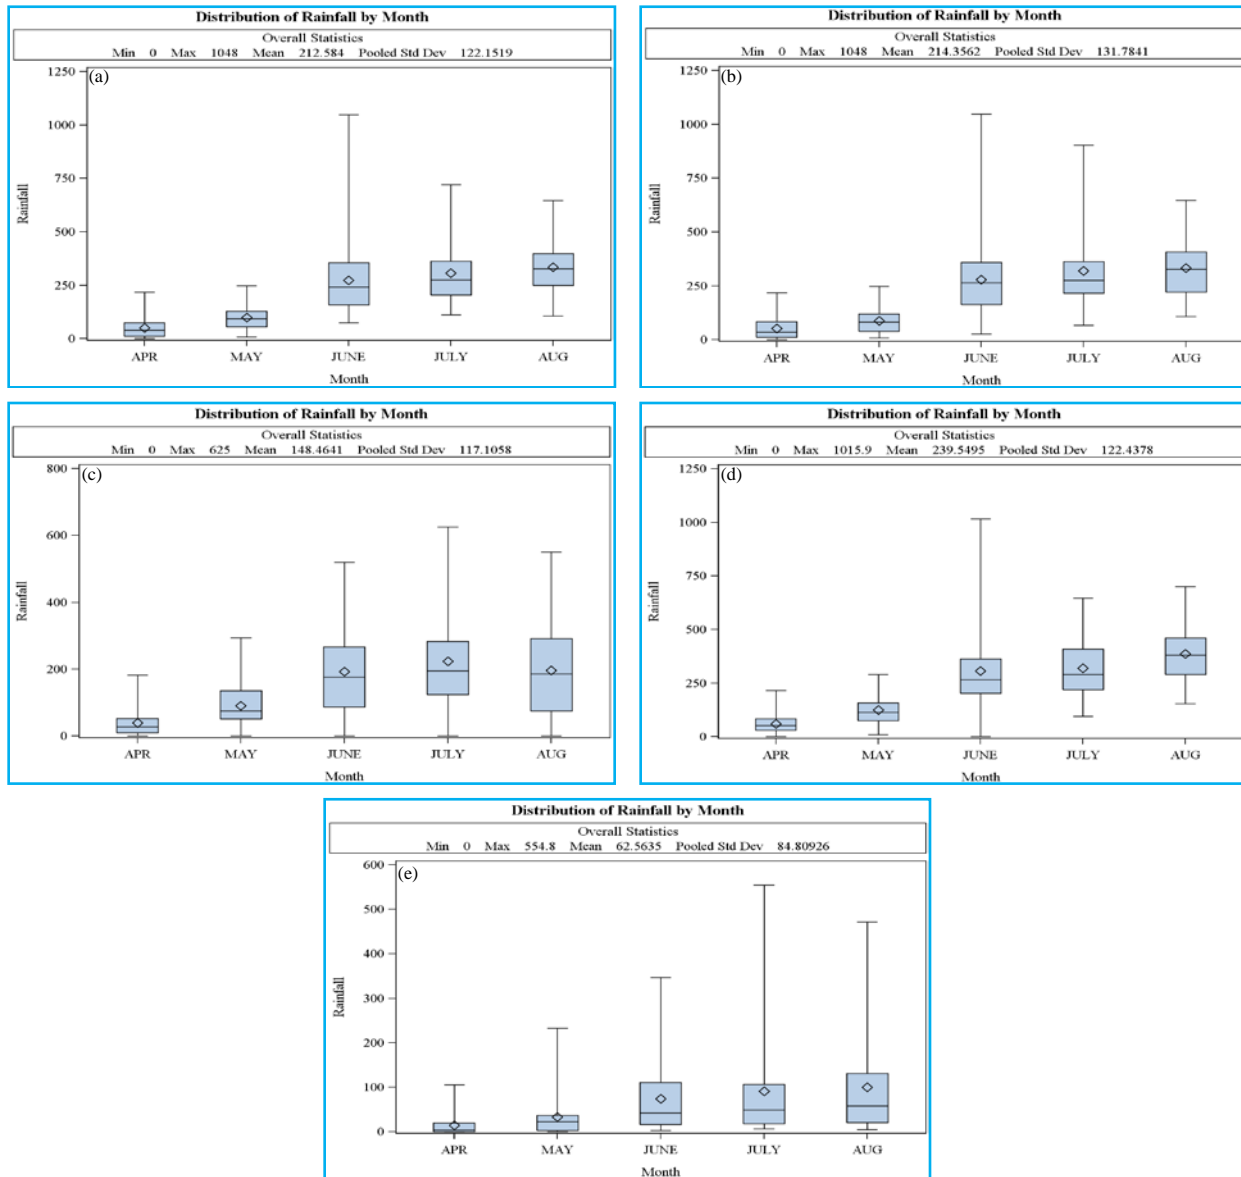 Distribution of Rainfall by Month
Overall Statistics
Min 0 Max 1048 Mean 212.584 Pooled Std Dev 122.1519
(a)
1250
1000
750
500
250
0
Rainfall
APR MAY JUNE JULY AUG
Month
Distribution of Rainfall by Month
Overall Statistics
Min 0 Max 1048 Mean 214.3562 Pooled Std Dev 131.7841
(b)
1250
1000
750
500
250
0
Rainfall
APR MAY JUNE JULY AUG
Month
Distribution of Rainfall by Month
Overall Statistics
Min 0 Max 625 Mean 148.4641 Pooled Std Dev 117.1058
(c)
800
600
400
200
0
Rainfall
APR MAY JUNE JULY AUG
Month
Distribution of Rainfall by Month
Overall Statistics
Min 0 Max 1015.9 Mean 239.5495 Pooled Std Dev 122.4378
(d)
1250
1000
750
500
250
0
Rainfall
APR MAY JUNE JULY AUG
Month
Distribution of Rainfall by Month
Overall Statistics
Min 0 Max 554.8 Mean 62.5635 Pooled Std Dev 84.80926
(e)
600
500
400
300
200
100
0
Rainfall
APR MAY JUNE JULY AUG
Month